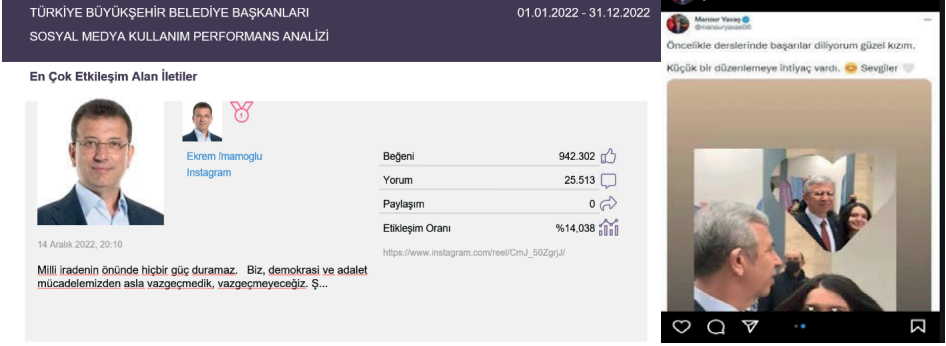 TÜRKİYE BÜYÜKŞEHİR BELEDİYE BAŞKANLARI
01.01.2022 - 31.12.2022
SOSYAL MEDYA KULLANIM PERFORMANS ANALİZİ
En Çok Etkileşim Alan İletiler
1
Ekrem İmamoglu
Instagram
Beğeni 942.302
Yorum 25.513
Paylaşım 0
Etikleşim Oranı %14,038
https://www.instagram.com/reel/CmJ_50ZgrjJ/
14 Aralık 2022, 20:10
Milli iradenin önünde hiçbir güç duramaz. Biz, demokrasi ve adalet
mücadelemizden asla vazgeçmedik, vazgeçmeyeceğiz. Ş...
Mansur Yavaş
@mansuryavas06
Öncelikle derslerinde başarılar diliyorum güzel kızım.
Küçük bir düzenlemeye ihtiyaç vardı. 😊 Sevgiler 🤍